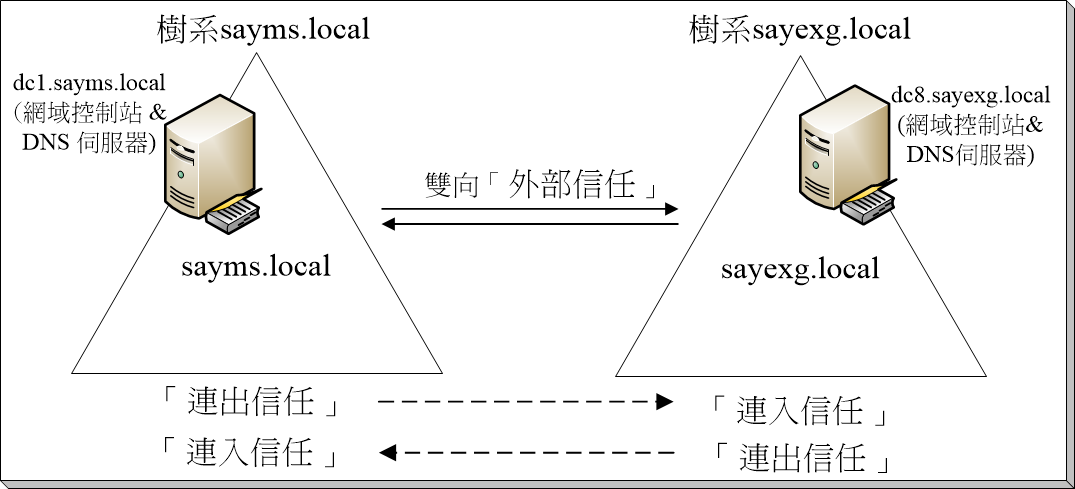 樹系sayms.local
樹系sayexg.local
dc1.sayms.local
(網域控制站 &
DNS 伺服器)
dc8.sayexg.local
(網域控制站&
DNS伺服器)
雙向「外部信任」
sayms.local
sayexg.local
「連出信任」
「連入信任」
「連入信任」
「連出信任」